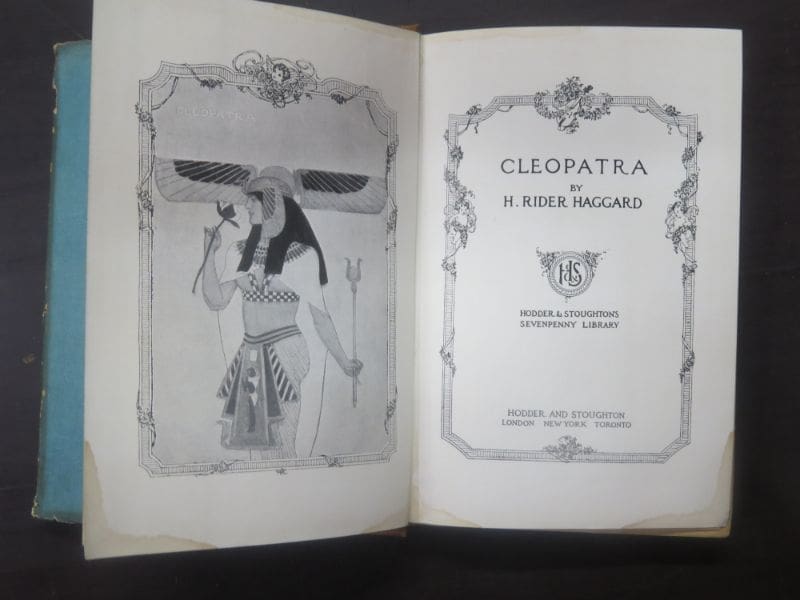 CLEOPATRA
CLEOPATRA
BY
H. RIDER HAGGARD
H&S
HODDER & STOUGHTON'S
SEVENPENNY LIBRARY
HODDER AND STOUGHTON
LONDON NEW YORK TORONTO